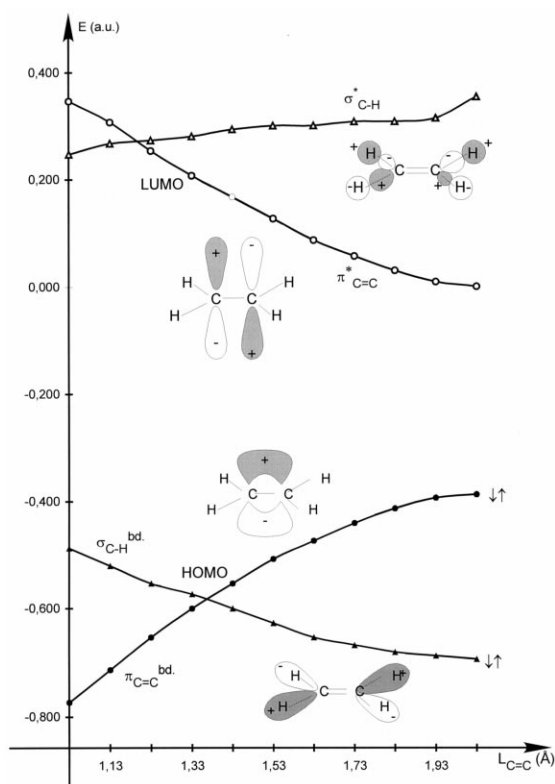 E (a.u.)
0,400
σ*C-H
+ H - - H +
-H + C=C + H-
0,200
LUMO
+ -
π*C=C
0,000
H C C H
H H
- +
-0,200
+
-0,400
H C C H
H H
-
↓↑
σC-H bd.
HOMO
-0,600
↓↑
- H H+
C=C
+ H H -
πC=C bd.
-0,800
1,13 1,33 1,53 1,73 1,93 LC=C (Å)